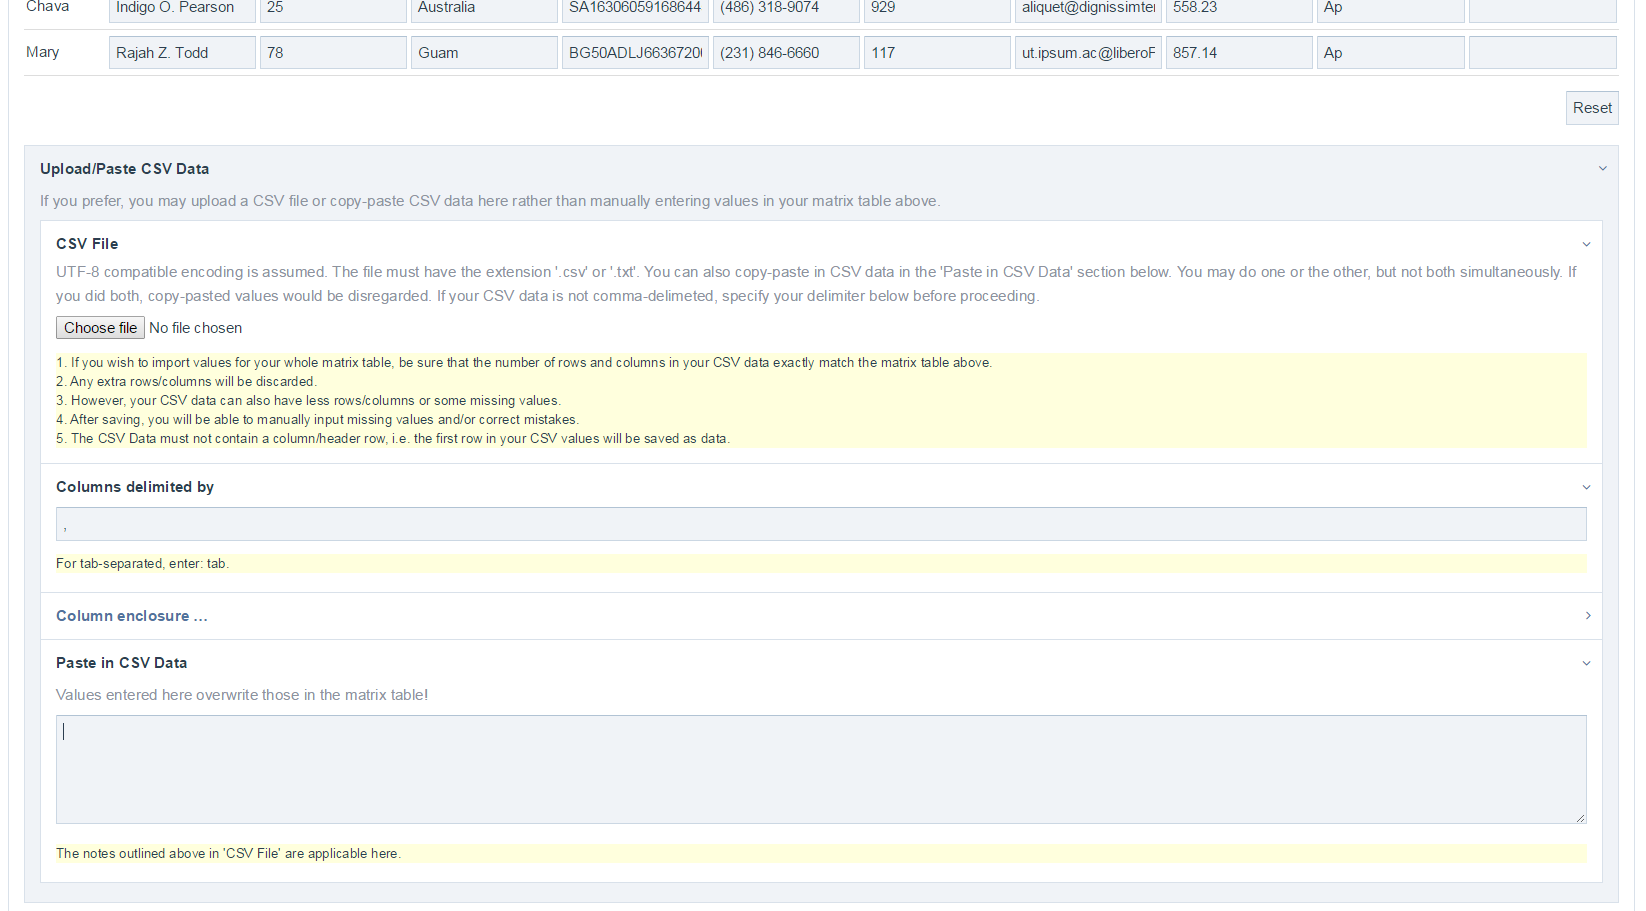 Chava Indigo O. Pearson 25 Australia SA16306059168644 (486) 318-9074 929 aliquet@dignissimter 558.23 Ap
Mary Rajah Z. Todd 78 Guam BG50ADLJ66367200 (231) 846-6660 117 ut.ipsum.ac@liberoF 857.14 Ap
Reset
Upload/Paste CSV Data
If you prefer, you may upload a CSV file or copy-paste CSV data here rather than manually entering values in your matrix table above.
CSV File
UTF-8 compatible encoding is assumed. The file must have the extension '.csv' or '.txt'. You can also copy-paste in CSV data in the 'Paste in CSV Data' section below. You may do one or the other, but not both simultaneously. If
you did both, copy-pasted values would be disregarded. If your CSV data is not comma-delimeted, specify your delimiter below before proceeding.
Choose file No file chosen
1. If you wish to import values for your whole matrix table, be sure that the number of rows and columns in your CSV data exactly match the matrix table above.
2. Any extra rows/columns will be discarded.
3. However, your CSV data can also have less rows/columns or some missing values.
4. After saving, you will be able to manually input missing values and/or correct mistakes.
5. The CSV Data must not contain a column/header row, i.e. the first row in your CSV values will be saved as data.
Columns delimited by
,
For tab-separated, enter: tab.
Column enclosure ...
Paste in CSV Data
Values entered here overwrite those in the matrix table!
The notes outlined above in 'CSV File' are applicable here.